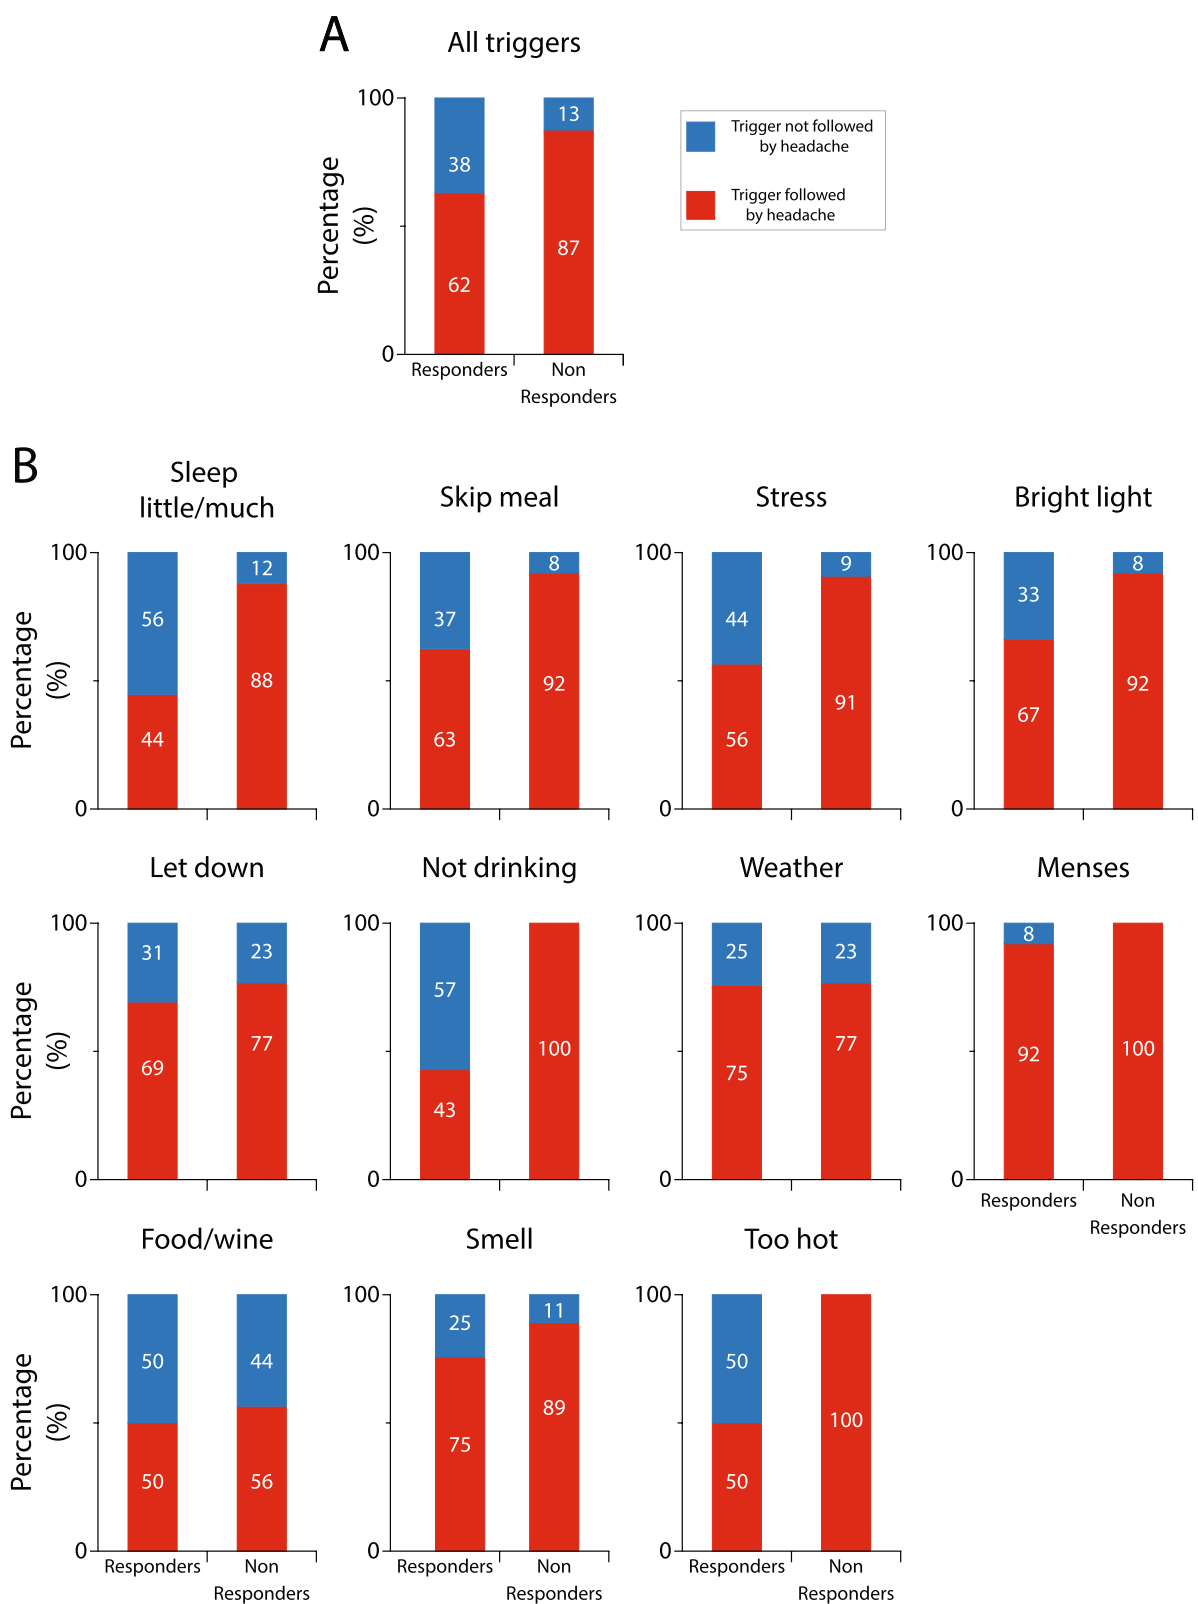 A
All triggers
100
Percentage
(%)
0
38
62
13
87
Responders
Non
Responders
Trigger not followed
by headache
Trigger followed
by headache
B
Sleep
little/much
Percentage
(%)
100
0
56
44
12
88
Skip meal
100
0
37
63
8
92
Stress
100
0
44
56
9
91
Bright light
100
0
33
67
8
92
Let down
Percentage
(%)
100
0
31
69
23
77
Not drinking
100
0
57
43
100
Weather
100
0
25
75
23
77
Menses
100
0
8
92
100
Responders
Non
Responders
Food/wine
Percentage
(%)
100
0
50
50
44
56
Responders
Non
Responders
Smell
100
0
25
75
11
89
Responders
Non
Responders
Too hot
100
0
50
50
100
Responders
Non
Responders